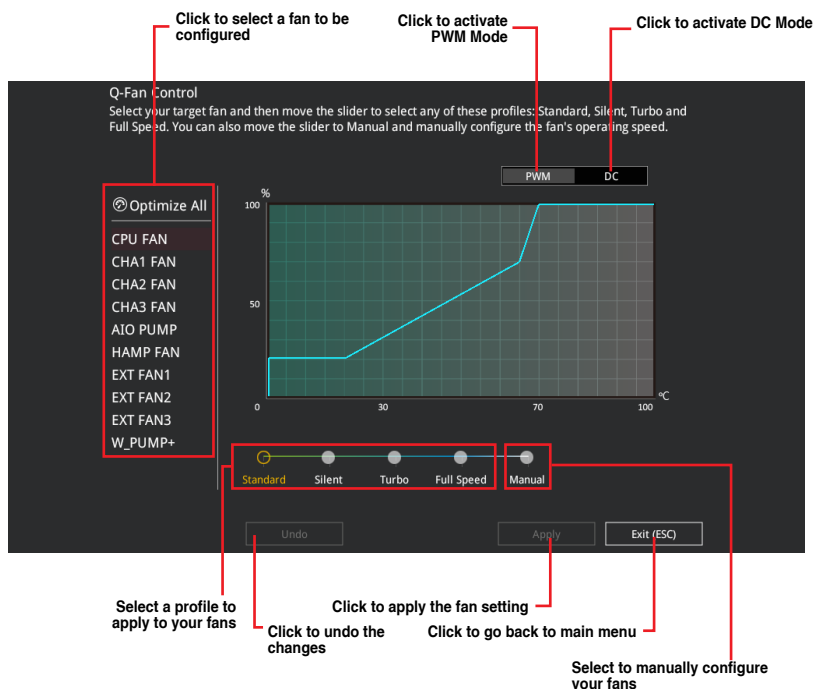 Click to select a fan to be
configured
Click to activate
PWM Mode
Click to activate DC Mode
Q-Fan Control
Select your target fan and then move the slider to select any of these profiles: Standard, Silent, Turbo and
Full Speed. You can also move the slider to Manual and manually configure the fan's operating speed.
PWM
DC
Optimize All
CPU FAN
CHA1 FAN
CHA2 FAN
CHA3 FAN
AIO PUMP
HAMP FAN
EXT FAN1
EXT FAN2
EXT FAN3
W_PUMP+
%
100
50
0
30
70
100
°C
Standard
Silent
Turbo
Full Speed
Manual
Undo
Apply
Exit (ESC)
Select a profile to
apply to your fans
Click to undo the
changes
Click to apply the fan setting
Click to go back to main menu
Select to manually configure
your fans